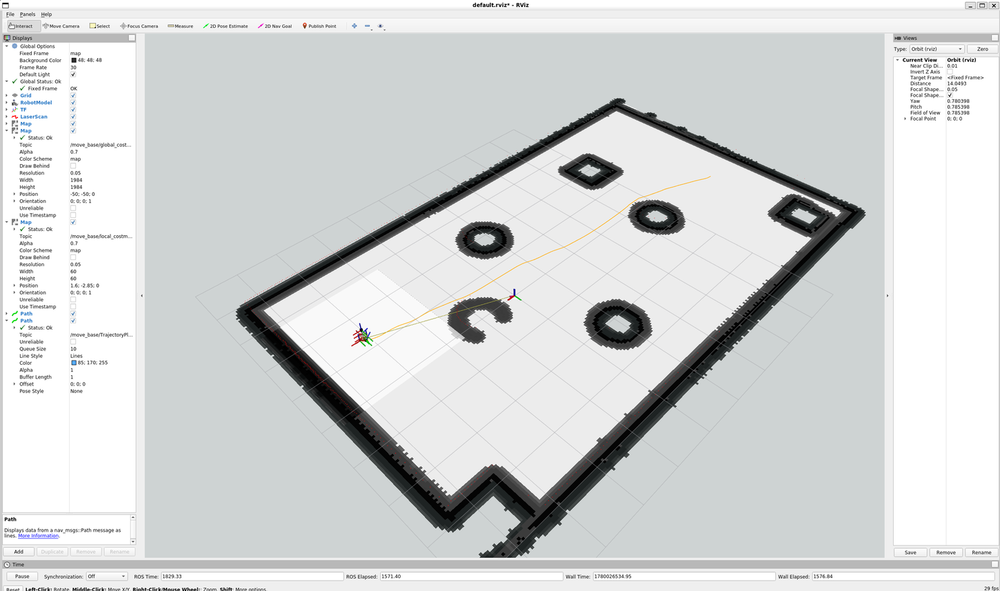 default.rviz* - RViz
File Panels Help
Interact Move Camera Select Focus Camera Measure 2D Pose Estimate 2D Nav Goal Publish Point
Displays
Global Options
Fixed Frame map
Background Color 48; 48; 48
Frame Rate 30
Default Light
Global Status: Ok
Fixed Frame OK
Grid
RobotModel
TF
LaserScan
Map
Map
Status: Ok
Topic /move_base/global_cost...
Alpha 0.7
Color Scheme map
Draw Behind
Resolution 0.05
Width 1984
Height 1984
Position -50; -50; 0
Orientation 0; 0; 0; 1
Unreliable
Use Timestamp
Map
Status: Ok
Topic /move_base/local_costm...
Alpha 0.7
Color Scheme map
Draw Behind
Resolution 0.05
Width 60
Height 60
Position 1.6; -2.85; 0
Orientation 0; 0; 0; 1
Unreliable
Use Timestamp
Path
Path
Status: Ok
Topic /move_base/TrajectoryPl...
Unreliable
Queue Size 10
Line Style Lines
Color 85; 170; 255
Alpha 1
Buffer Length 1
Offset 0; 0; 0
Pose Style None
Path
Displays data from a nav_msgs::Path message as
lines. More Information.
Add Duplicate Remove Rename
Views
Type: Orbit (rviz) Zero
Current View Orbit (rviz)
Near Clip Di... 0.01
Invert Z Axis
Target Frame <Fixed Frame>
Distance 14.0493
Focal Shape... 0.05
Focal Shape...
Yaw 0.780398
Pitch 0.785398
Field of View 0.785398
Focal Point 0; 0; 0
Save Remove Rename
Time
Pause Synchronization: Off ROS Time: 1829.33 ROS Elapsed: 1571.40 Wall Time: 1780026534.95 Wall Elapsed: 1576.84
Reset Left-Click: Rotate. Middle-Click: Move X/Y. Right-Click/Mouse Wheel:: Zoom. Shift: More options. 29 fps